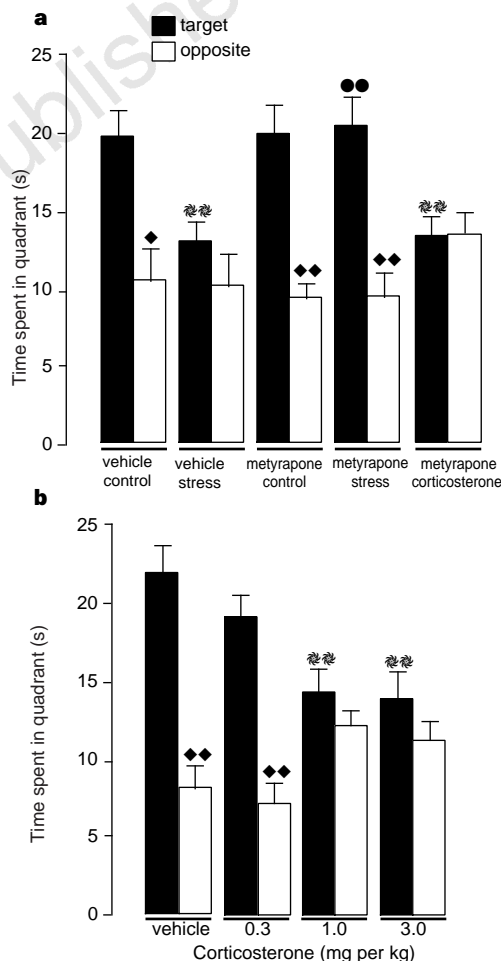 a
target
opposite
25
20
15
10
5
0
Time spent in quadrant (s)
vehicle control
vehicle stress
metyrapone control
metyrapone stress
metyrapone corticosterone
b
25
20
15
10
5
0
Time spent in quadrant (s)
vehicle
0.3
1.0
3.0
Corticosterone (mg per kg)
ublishe